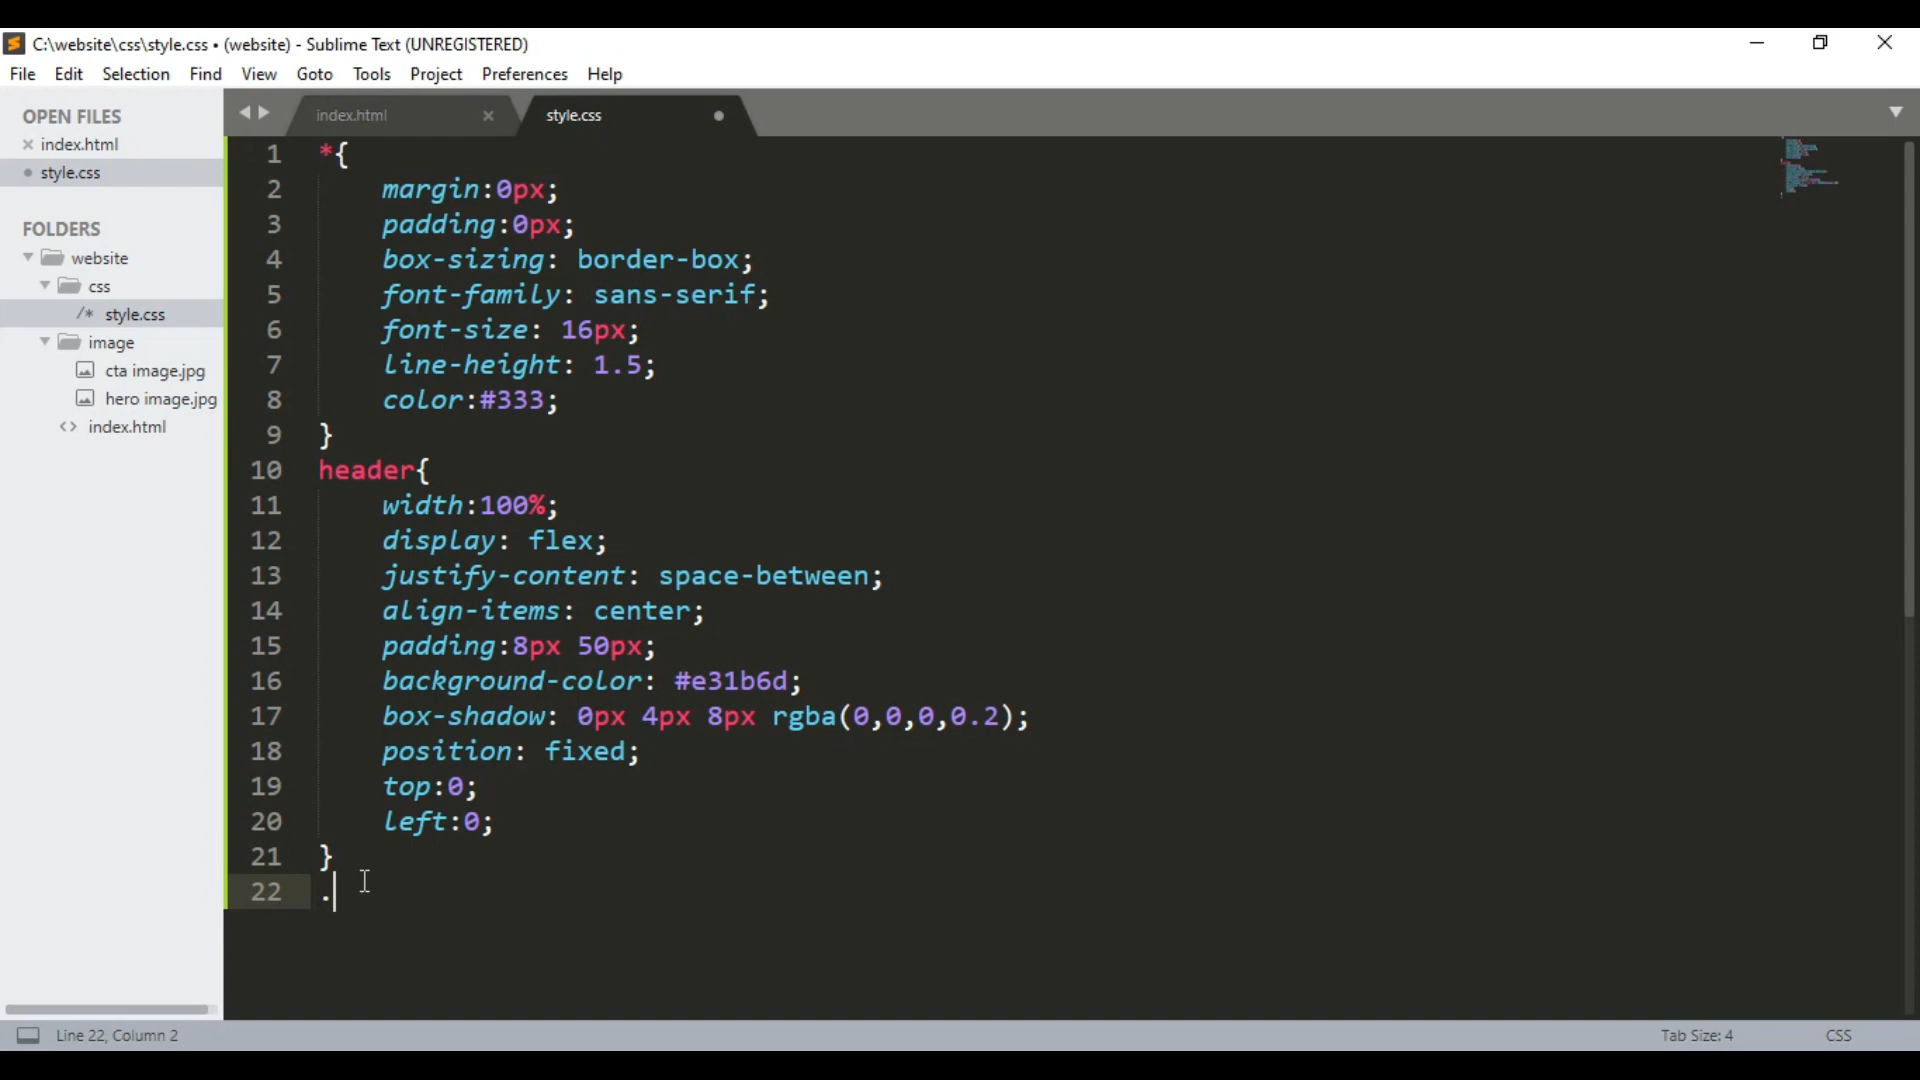 C:\website\css\style.css • (website) - Sublime Text (UNREGISTERED)
File Edit Selection Find View Goto Tools Project Preferences Help
OPEN FILES
index.html
style.css
FOLDERS
website
css
/* style.css
image
cta image.jpg
hero image.jpg
<> index.html
index.html style.css
1 *{
2 margin:0px;
3 padding:0px;
4 box-sizing: border-box;
5 font-family: sans-serif;
6 font-size: 16px;
7 line-height: 1.5;
8 color:#333;
9 }
10 header{
11 width:100%;
12 display: flex;
13 justify-content: space-between;
14 align-items: center;
15 padding:8px 50px;
16 background-color: #e31b6d;
17 box-shadow: 0px 4px 8px rgba(0,0,0,0.2);
18 position: fixed;
19 top:0;
20 left:0;
21 }
22 .
Line 22, Column 2 Tab Size: 4 CSS